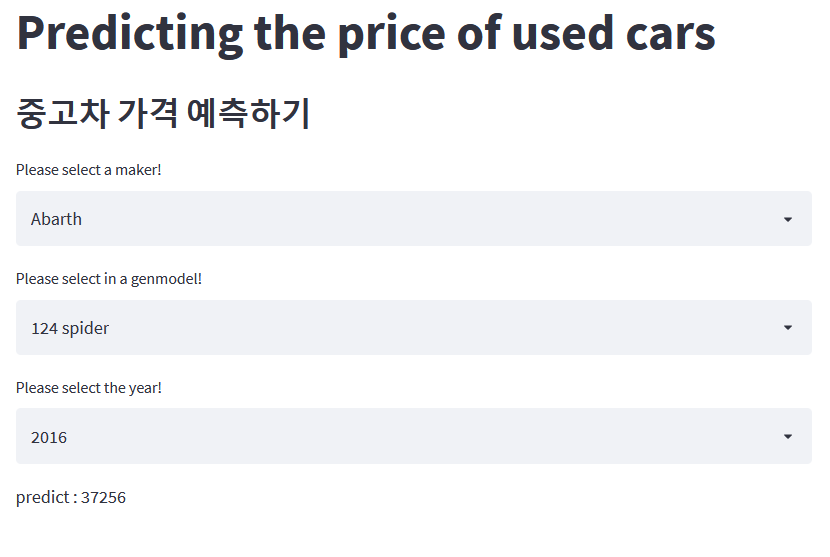 Predicting the price of used cars
중고차 가격 예측하기
Please select a maker!
Abarth
Please select in a genmodel!
124 spider
Please select the year!
2016
predict : 37256